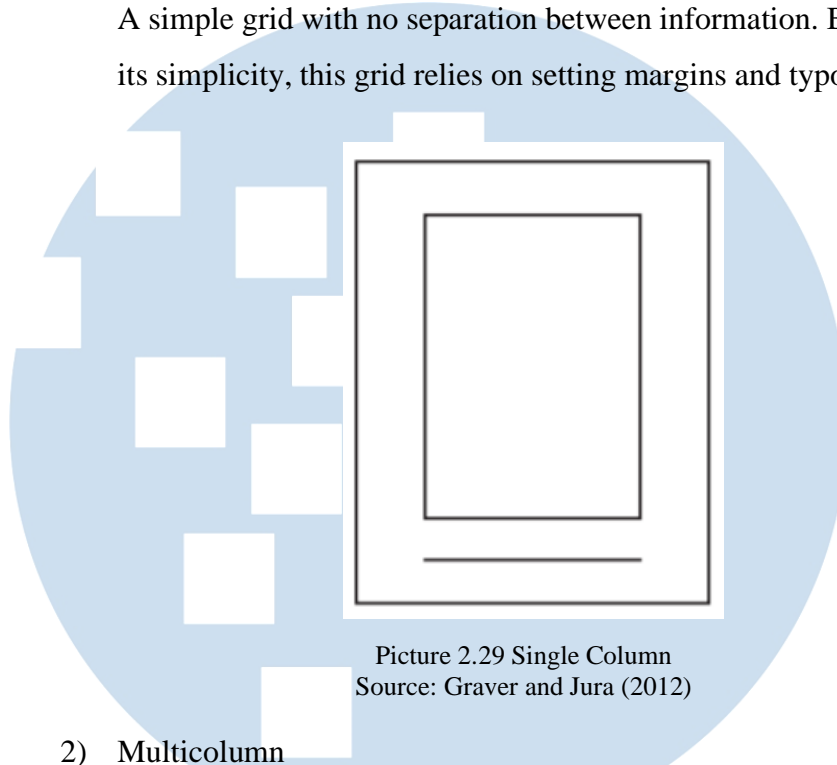 A simple grid with no separation between information.
its simplicity, this grid relies on setting margins and
Picture 2.29 Single Column
Source: Graver and Jura (2012)
2) Multicolumn